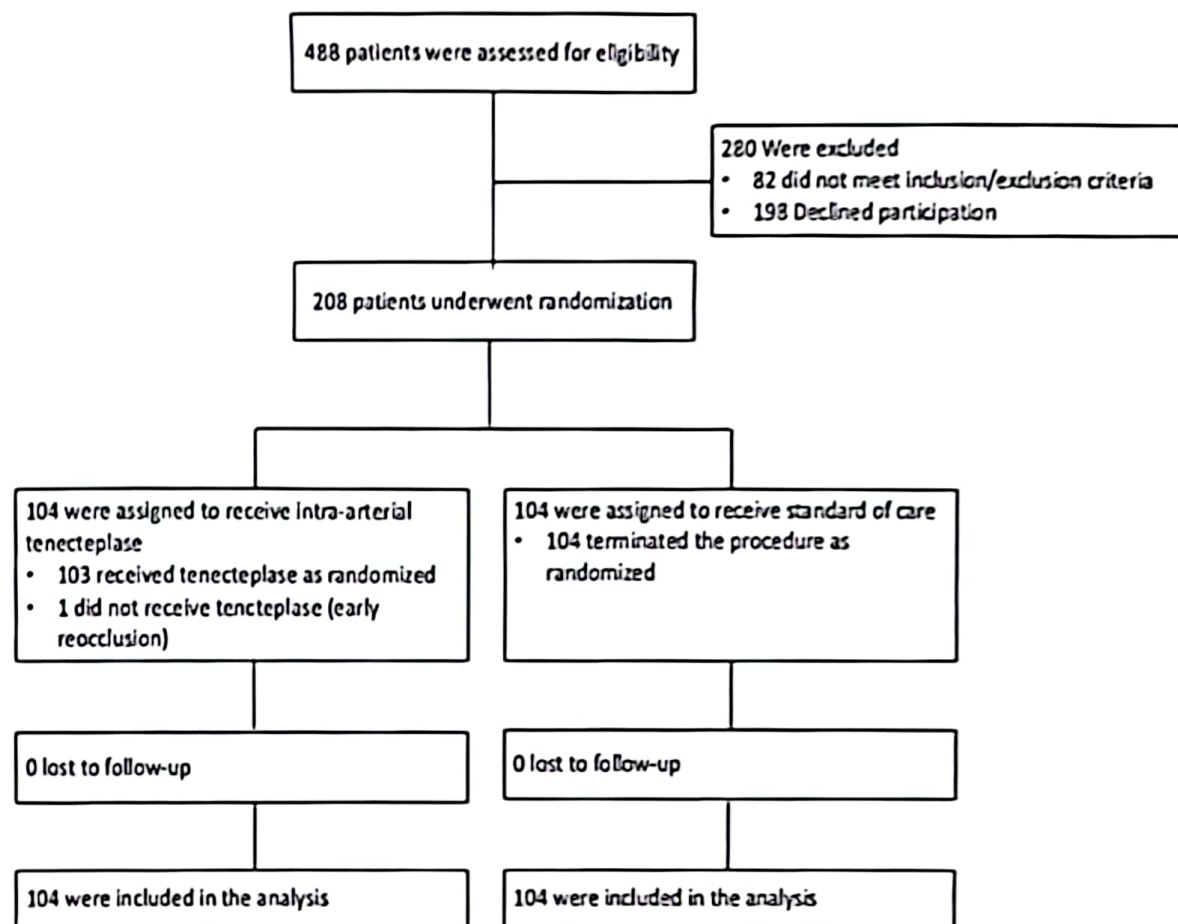 488 patients were assessed for eligibility
280 Were excluded
• 82 did not meet inclusion/exclusion criteria
• 198 Declined participation
208 patients underwent randomization
104 were assigned to receive intra-arterial
tenecteplase
• 103 received tenecteplase as randomized
• 1 did not receive tencteplase (early
reocclusion)
104 were assigned to receive standard of care
• 104 terminated the procedure as
randomized
0 lost to follow-up
0 lost to follow-up
104 were included in the analysis
104 were included in the analysis